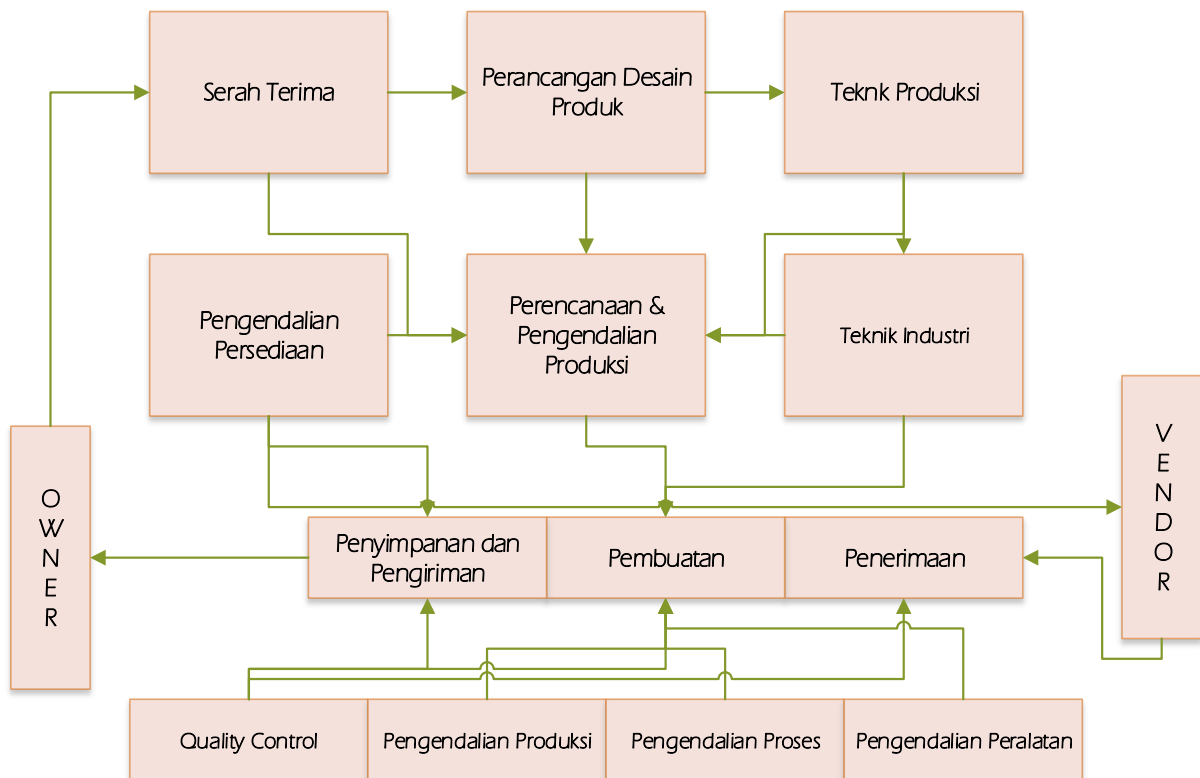 Serah Terima
Perancangan Desain
Produk
Teknk Produksi
Pengendalian
Persediaan
Perencanaan &
Pengendalian
Produksi
Teknik Industri
O
W
N
E
R
V
E
N
D
O
R
Penyimpanan dan
Pengiriman
Pembuatan
Penerimaan
Quality Control
Pengendalian Produksi
Pengendalian Proses
Pengendalian Peralatan